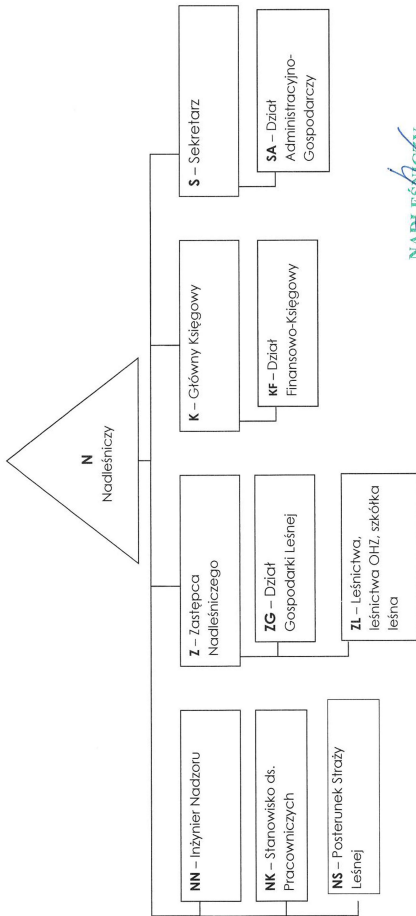 N
Nadleśniczy
NN – Inżynier Nadzoru
NK – Stanowisko ds.
Pracowniczych
NS – Posterunek Straży
Leśnej
Z – Zastępca
Nadleśniczego
ZG – Dział
Gospodarki Leśnej
ZL – Leśnictwa,
leśnictwa OHZ, szkółka
leśna
K – Główny Księgowy
KF – Dział
Finansowo-Księgowy
S – Sekretarz
SA – Dział
Administracyjno-
Gospodarczy
NADLEŚNICZY